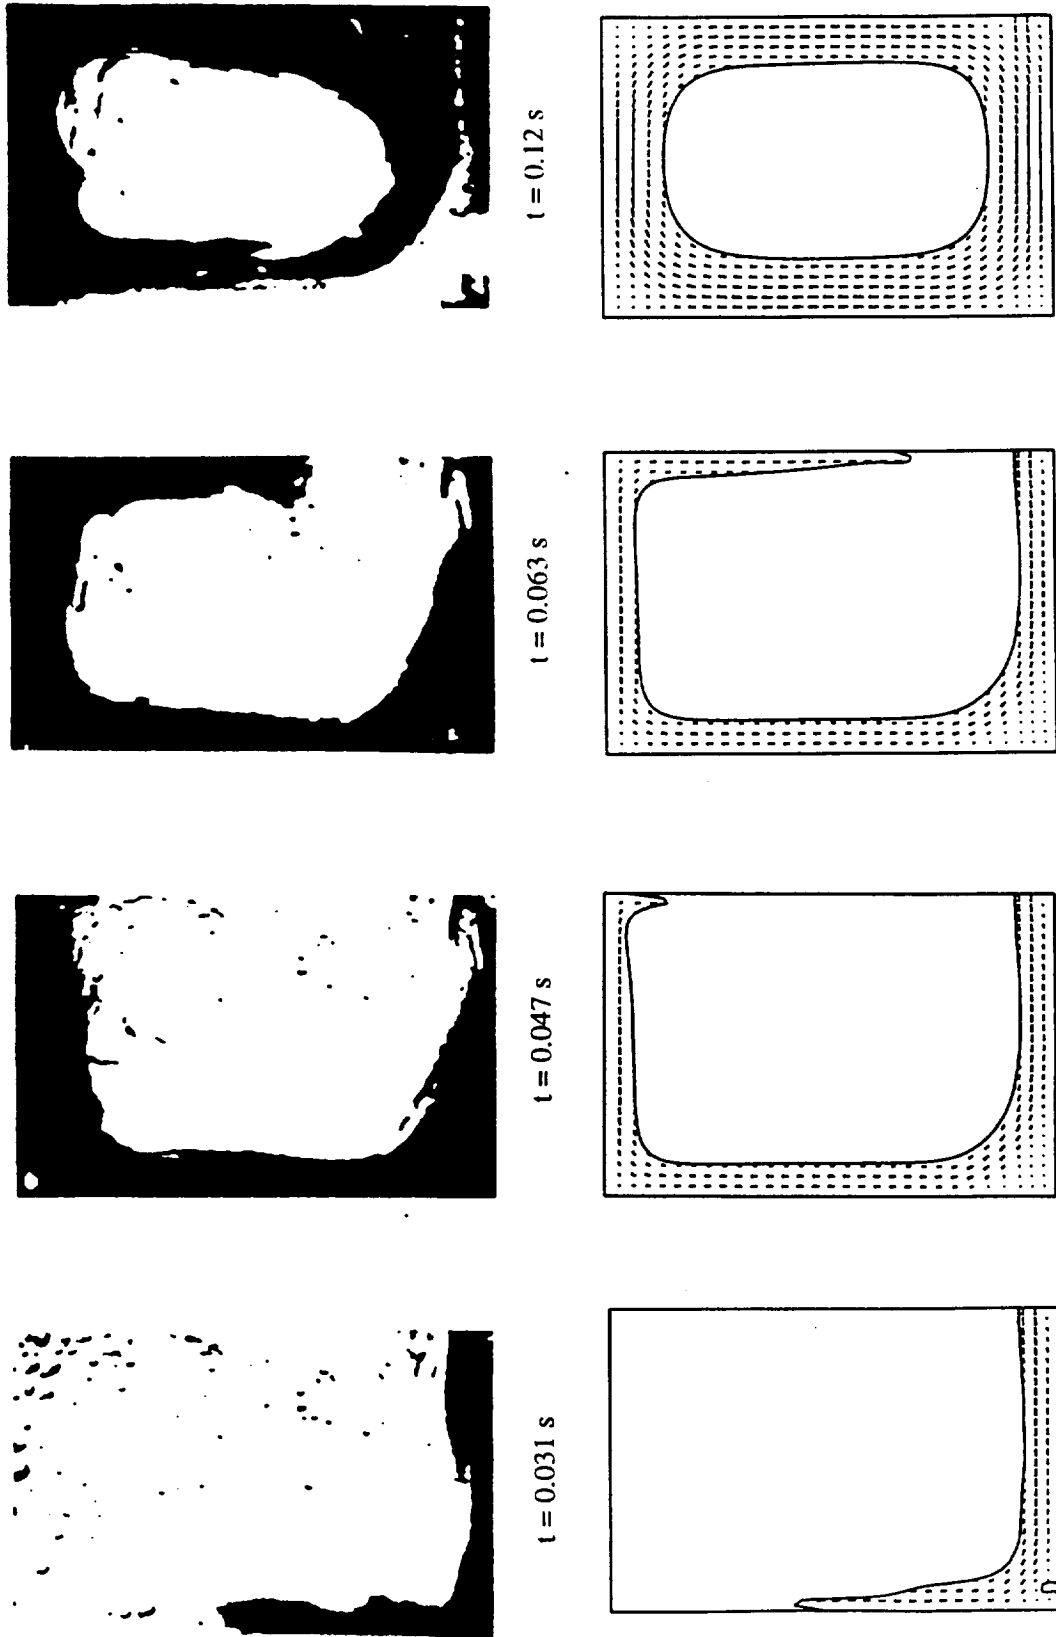 t = 0.031 s
t = 0.047 s
t = 0.063 s
t = 0.12 s